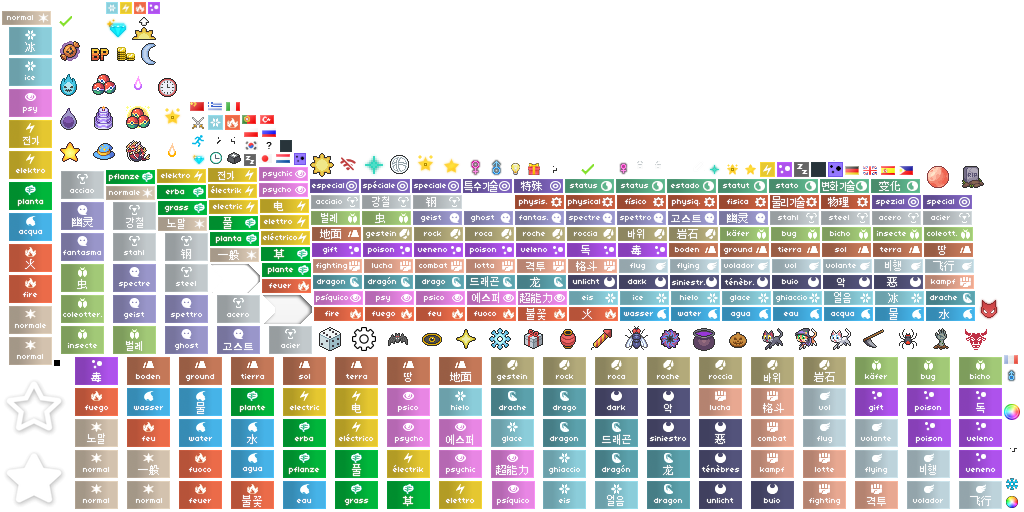 normal
冰
BP
ice
psy
전기
elektro
planta
acqua
火
fire
normale
normal
acciaio
pflanze
elektro
전기
psychic
幽灵
강철
normale
erba
électrik
psycho
fantasma
stahl
grass
电
elettro
虫
spectre
노말
钢
풀
planta
一般
eléctrico
coleotter.
geist
spettro
steel
acero
草
plante
feuer
insecte
벌레
ghost
고스트
acier
especial spéciale speciale 특수기술 特殊 status status estado statut stato 변화기술 变化
acciaio 강철 钢 physis. physical físico physiq. fisica 물리기술 物理 spezial special
벌레 虫 geist ghost fantas. spectre spettro 고스트 幽灵 stahl steel acero acier
地面 gestein rock roca roche roccia 바위 岩石 käfer bug bicho insecte coleott.
gift poison veneno poison veleno 독 毒 boden ground tierra sol terra 땅
fighting lucha combat lotta 격투 格斗 flug flying volador vol volante 비행 飞行
dragon dragón drago 드래곤 龙 unlicht dark siniestr. ténèbr. buio 악 恶 kampf
psíquico psy psico 에스퍼 超能力 eis ice hielo glace ghiaccio 얼음 冰 drache
fire fuego feu fuoco 불꽃 火 wasser water agua eau acqua 물 水
毒 boden ground tierra sol terra 땅 地面 gestein rock roca roche roccia 바위 岩石 käfer bug bicho
fuego wasser 물 plante electric 电 psico hielo drache drago dark 악 lucha 格斗 vol gift poison 독
노말 feu water 水 erba eléctrico psycho 에스퍼 glace dragon 드래곤 siniestro 恶 combat flug volante poison veleno
normal 一般 fuoco agua pflanze 풀 électrik psychic 超能力 ghiaccio dragón 龙 ténèbres kampf lotte flying 비행 veneno
normal normal feuer 불꽃 eau grass 草 elettro psíquico eis 얼음 dragon unlicht buio fighting 격투 volador 飞行